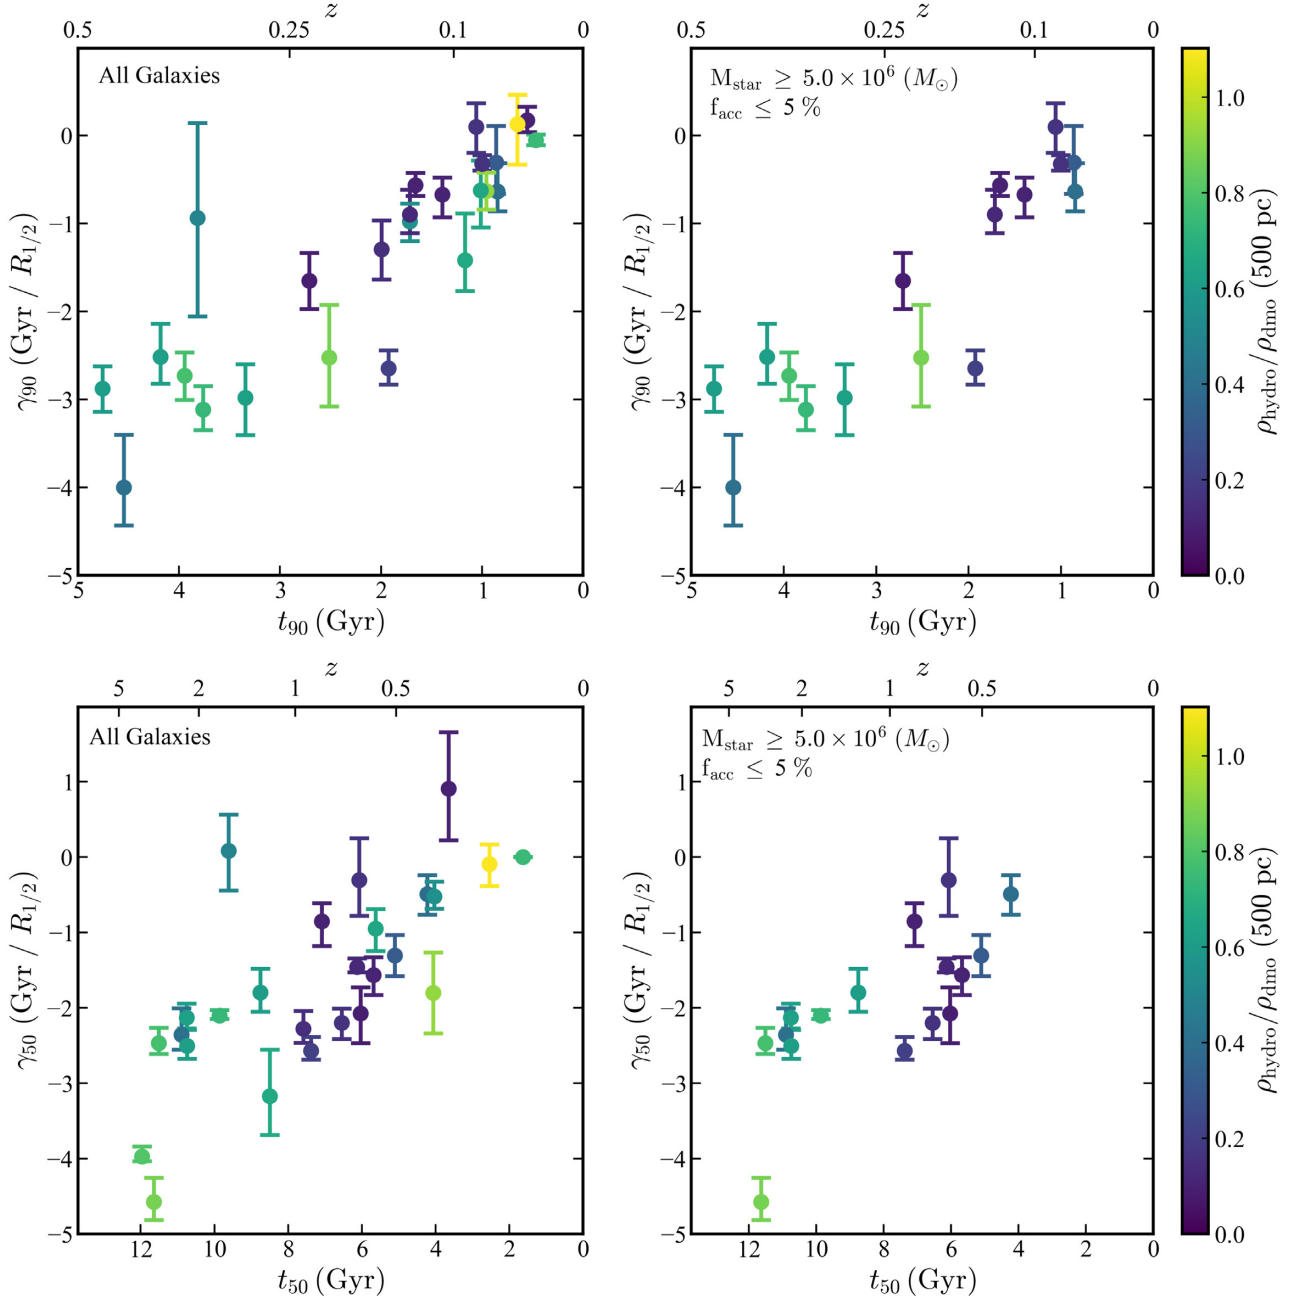 z
0.5 0.25 0.1 0
All Galaxies
γ90 (Gyr / R1/2)
0
−1
−2
−3
−4
−5
5 4 3 2 1 0
t90 (Gyr)
z
0.5 0.25 0.1 0
Mstar ≥ 5.0 × 10^6 (M⊙)
facc ≤ 5 %
γ90 (Gyr / R1/2)
0
−1
−2
−3
−4
−5
5 4 3 2 1 0
t90 (Gyr)
1.0
0.8
0.6
0.4
0.2
0.0
ρhydro/ρdmo (500 pc)
z
5 2 1 0.5 0
All Galaxies
γ50 (Gyr / R1/2)
1
0
−1
−2
−3
−4
−5
12 10 8 6 4 2 0
t50 (Gyr)
z
5 2 1 0.5 0
Mstar ≥ 5.0 × 10^6 (M⊙)
facc ≤ 5 %
γ50 (Gyr / R1/2)
1
0
−1
−2
−3
−4
−5
12 10 8 6 4 2 0
t50 (Gyr)
1.0
0.8
0.6
0.4
0.2
0.0
ρhydro/ρdmo (500 pc)